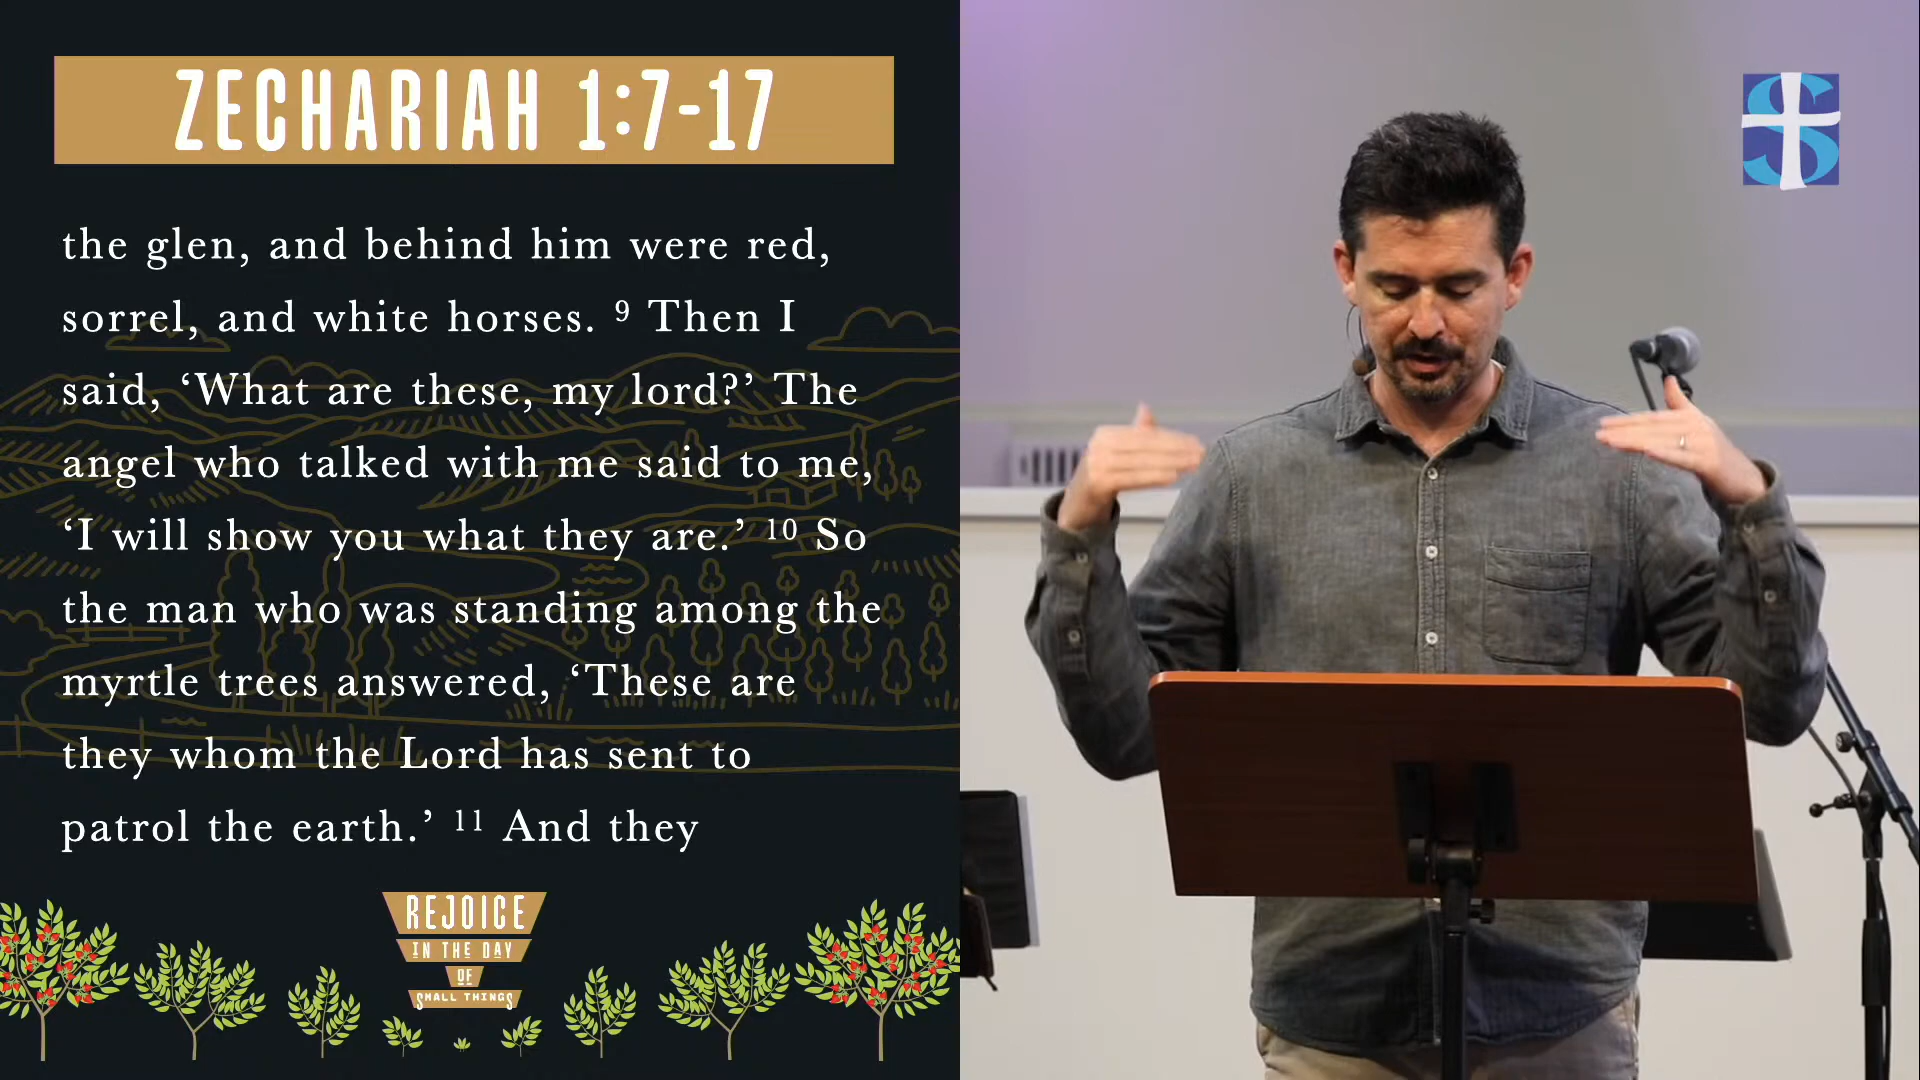 ZECHARIAH 1:7-17
the glen, and behind him were red,
sorrel, and white horses. ⁹ Then I
said, ‘What are these, my lord?’ The
angel who talked with me said to me,
‘I will show you what they are.’ ¹⁰ So
the man who was standing among the
myrtle trees answered, ‘These are
they whom the Lord has sent to
patrol the earth.’ ¹¹ And they
REJOICE
IN THE DAY
OF
SMALL THINGS
S